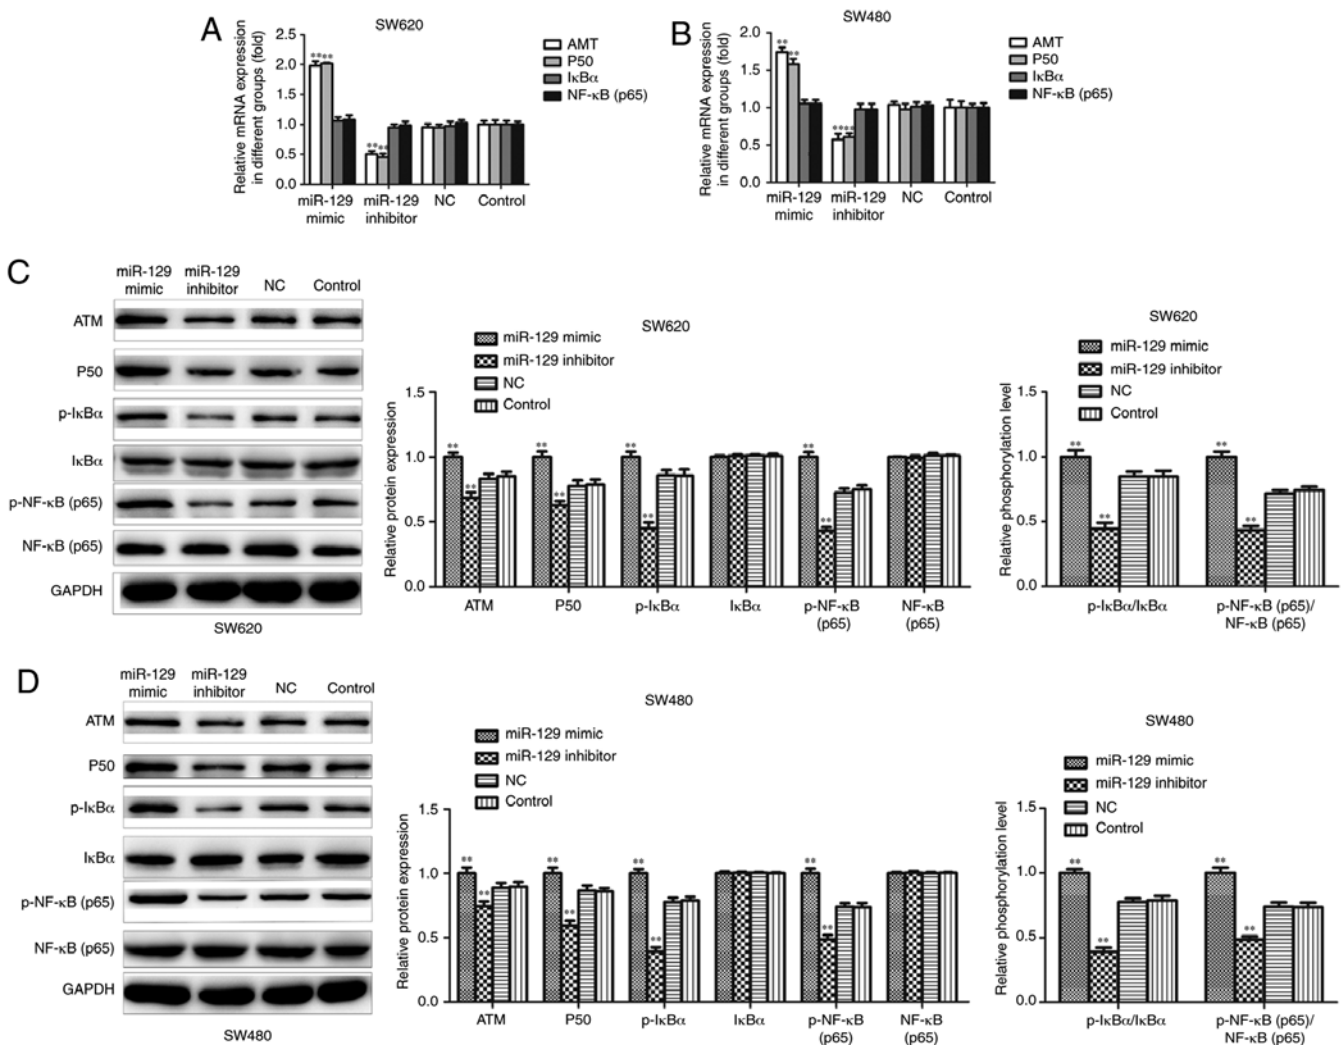 A
SW620
Relative mRNA expression
in different groups (fold)
2.5
2.0
1.5
1.0
0.5
0.0
** ** ** **
AMT
P50
IκBα
NF-κB (p65)
miR-129
mimic
miR-129
inhibitor
NC
Control
B
SW480
Relative mRNA expression
in different groups (fold)
2.0
1.5
1.0
0.5
0.0
** ** ** **
AMT
P50
IκBα
NF-κB (p65)
miR-129
mimic
miR-129
inhibitor
NC
Control
C
miR-129
mimic
miR-129
inhibitor
NC
Control
ATM
P50
p-IκBα
IκBα
p-NF-κB (p65)
NF-κB (p65)
GAPDH
SW620
SW620
miR-129 mimic
miR-129 inhibitor
NC
Control
Relative protein expression
1.5
1.0
0.5
0.0
** ** ** ** ** ** ** **
ATM
P50
p-IκBα
IκBα
p-NF-κB
(p65)
NF-κB
(p65)
SW620
miR-129 mimic
miR-129 inhibitor
NC
Control
Relative phosphorylation level
1.5
1.0
0.5
0.0
** ** ** **
p-IκBα/IκBα
p-NF-κB (p65)/
NF-κB (p65)
D
miR-129
mimic
miR-129
inhibitor
NC
Control
ATM
P50
p-IκBα
IκBα
p-NF-κB (p65)
NF-κB (p65)
GAPDH
SW480
SW480
miR-129 mimic
miR-129 inhibitor
NC
Control
Relative protein expression
1.5
1.0
0.5
0.0
** ** ** ** ** ** ** **
ATM
P50
p-IκBα
IκBα
p-NF-κB
(p65)
NF-κB
(p65)
SW480
miR-129 mimic
miR-129 inhibitor
NC
Control
Relative phosphorylation level
1.5
1.0
0.5
0.0
** ** ** **
p-IκBα/IκBα
p-NF-κB (p65)/
NF-κB (p65)